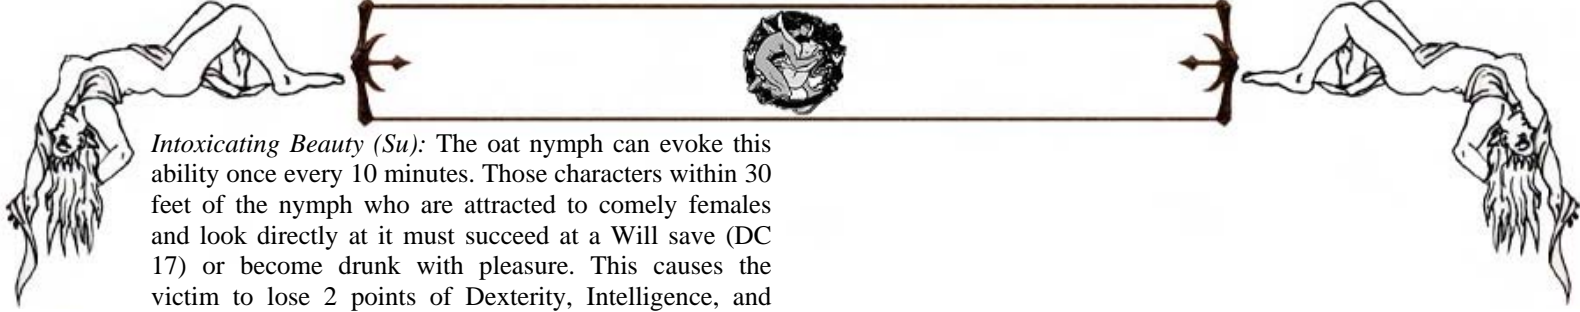 Intoxicating Beauty (Su): The oat nymph can evoke this
ability once every 10 minutes. Those characters within 30
feet of the nymph who are attracted to comely females
and look directly at it must succeed at a Will save (DC
17) or become drunk with pleasure. This causes the
victim to lose 2 points of Dexterity, Intelligence, and